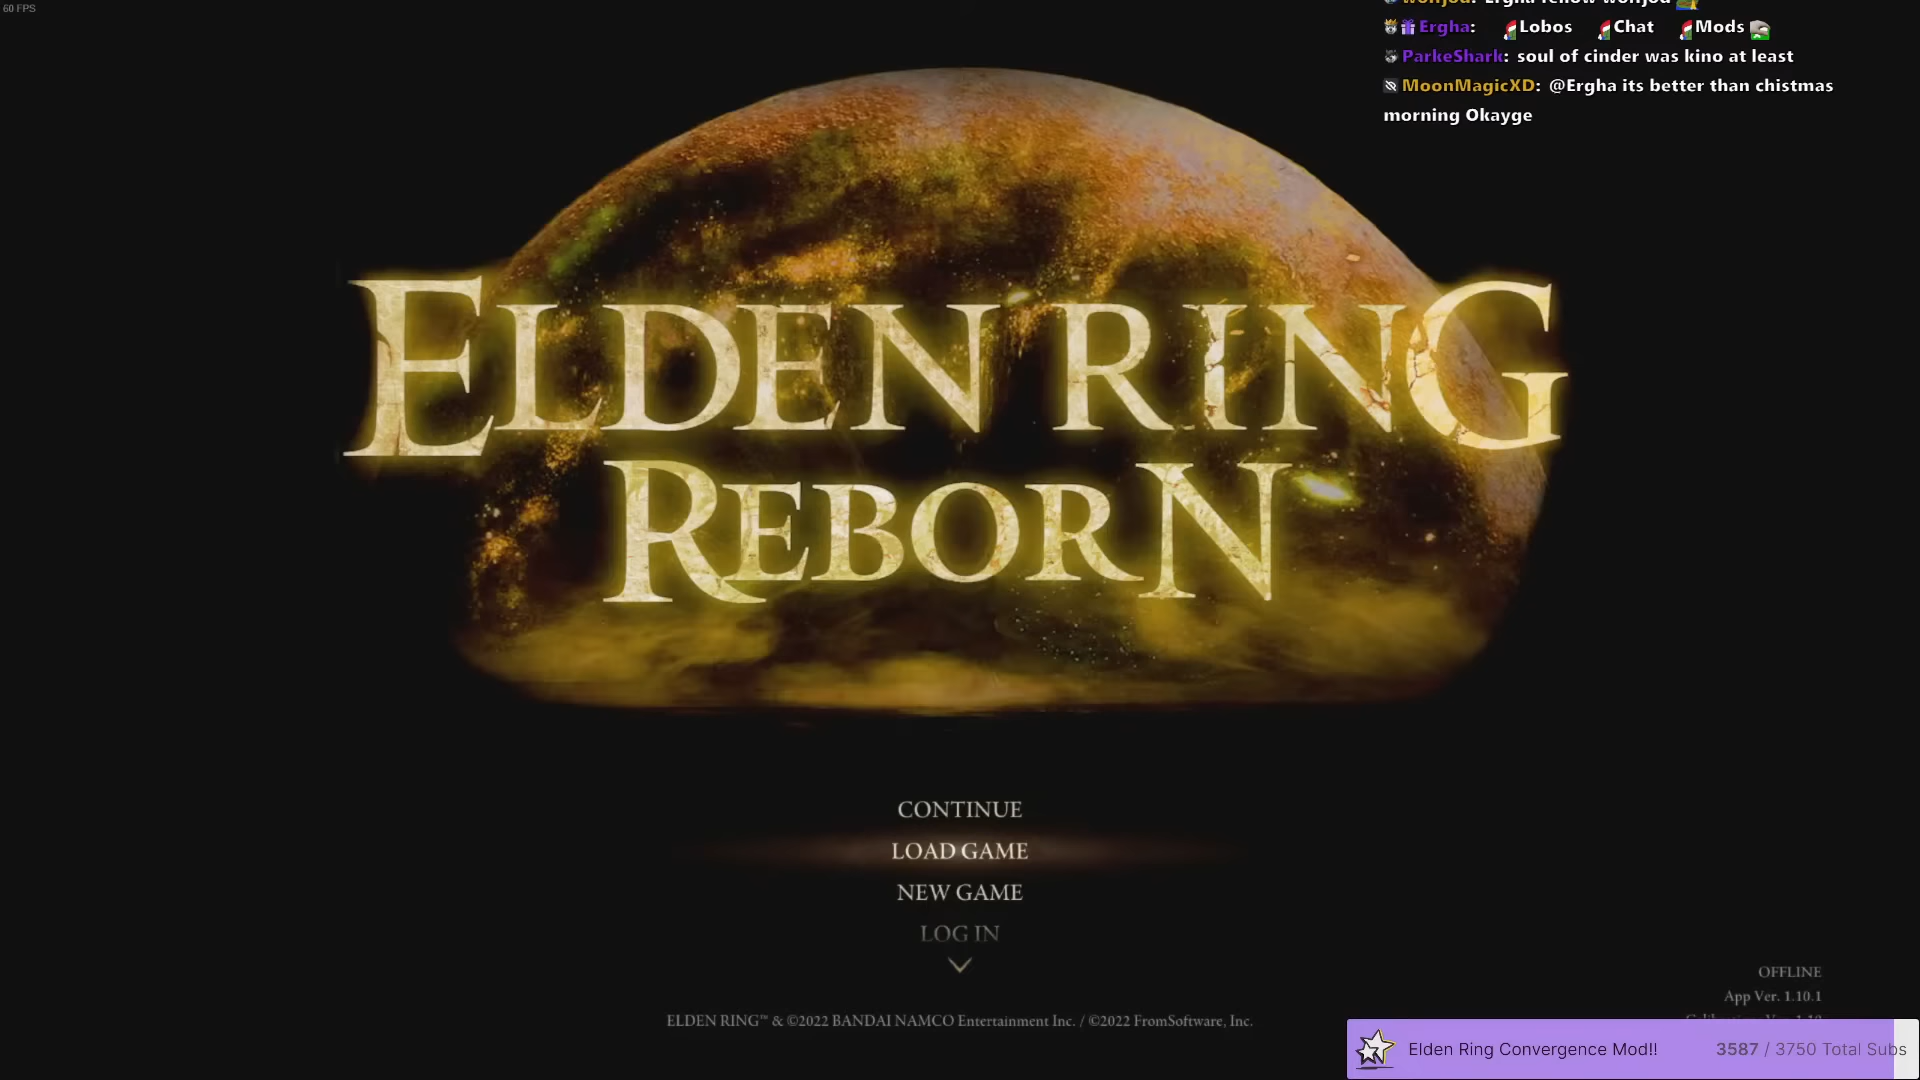 60 FPS
Ergha: Lobos Chat Mods
ParkeShark: soul of cinder was kino at least
MoonMagicXD: @Ergha its better than chistmas
morning Okayge
ELDEN RING
REBORN
CONTINUE
LOAD GAME
NEW GAME
LOG IN
OFFLINE
App Ver. 1.10.1
ELDEN RING™ & ©2022 BANDAI NAMCO Entertainment Inc. / ©2022 FromSoftware, Inc.
Elden Ring Convergence Mod!! 3587 / 3750 Total Subs